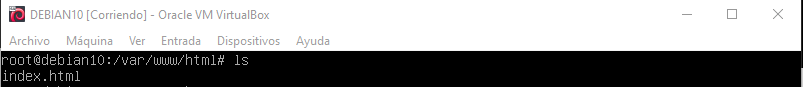 DEBIAN10 [Corriendo] - Oracle VM VirtualBox
Archivo Máquina Ver Entrada Dispositivos Ayuda
root@debian10:/var/www/html# ls
index.html